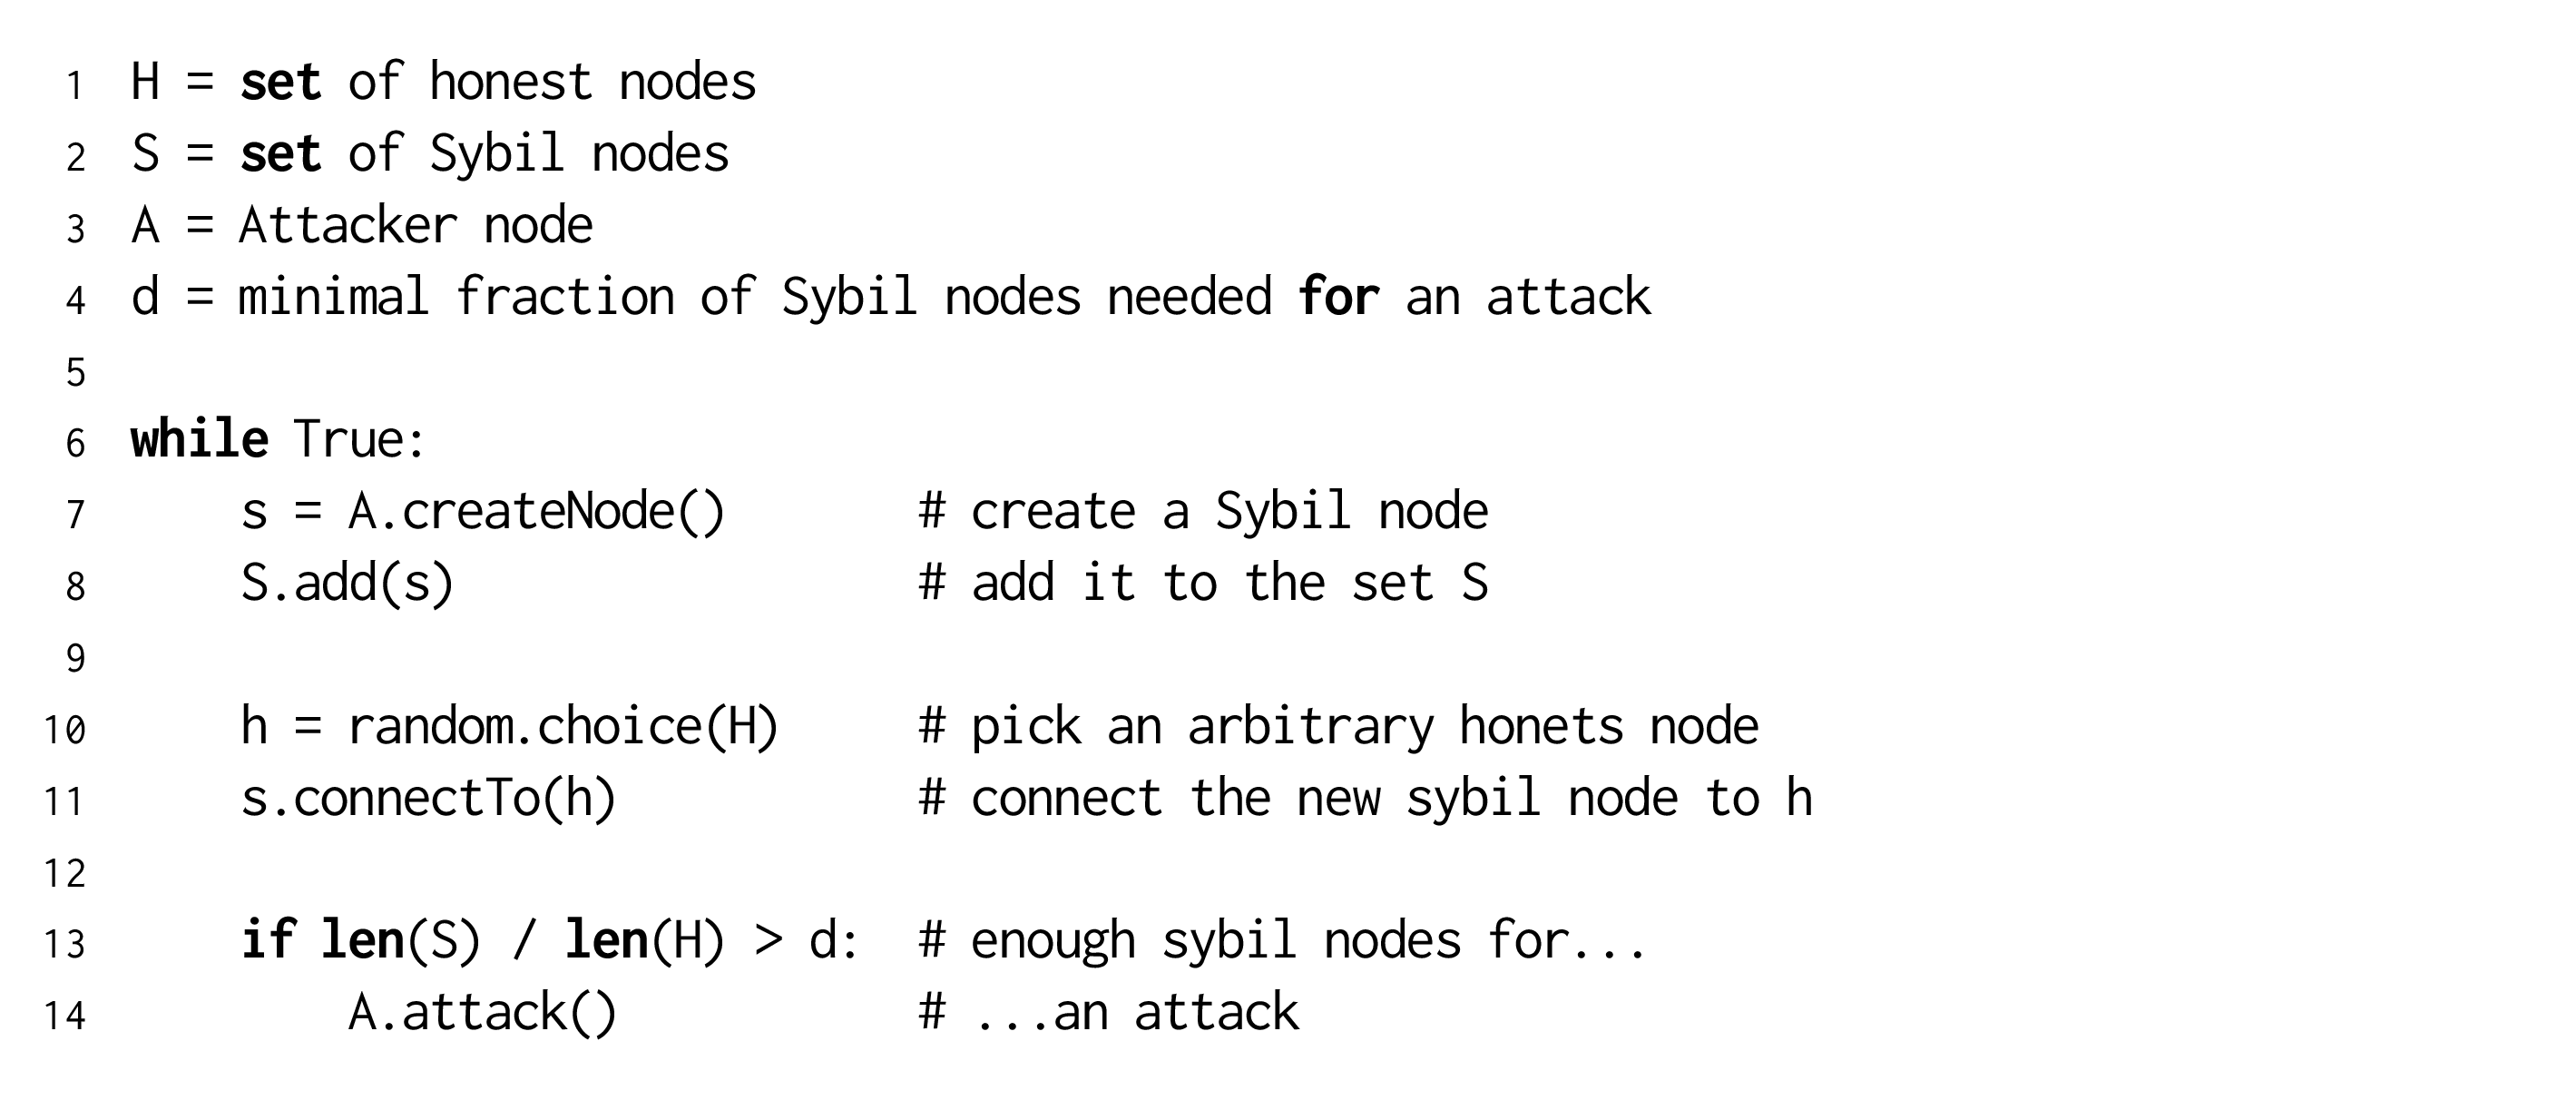 1 H = set of honest nodes
2 S = set of Sybil nodes
3 A = Attacker node
4 d = minimal fraction of Sybil nodes needed for an attack
5
6 while True:
7     s = A.createNode()       # create a Sybil node
8     S.add(s)                 # add it to the set S
9
10     h = random.choice(H)     # pick an arbitrary honets node
11     s.connectTo(h)           # connect the new sybil node to h
12
13     if len(S) / len(H) > d:  # enough sybil nodes for...
14         A.attack()           # ...an attack